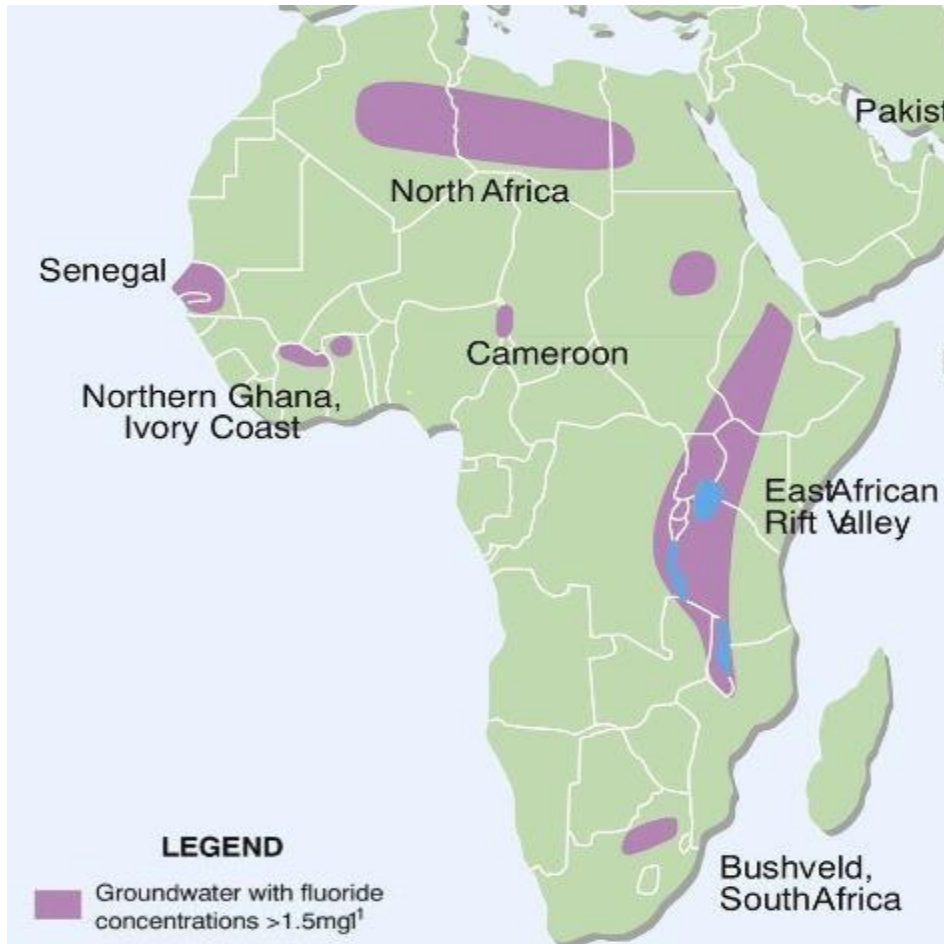 Pakist
North Africa
Senegal
Cameroon
Northern Ghana,
Ivory Coast
EastAfrican
Rift Valley
LEGEND
Groundwater with fluoride
concentrations >1.5mgl¹
Bushveld,
SouthAfrica